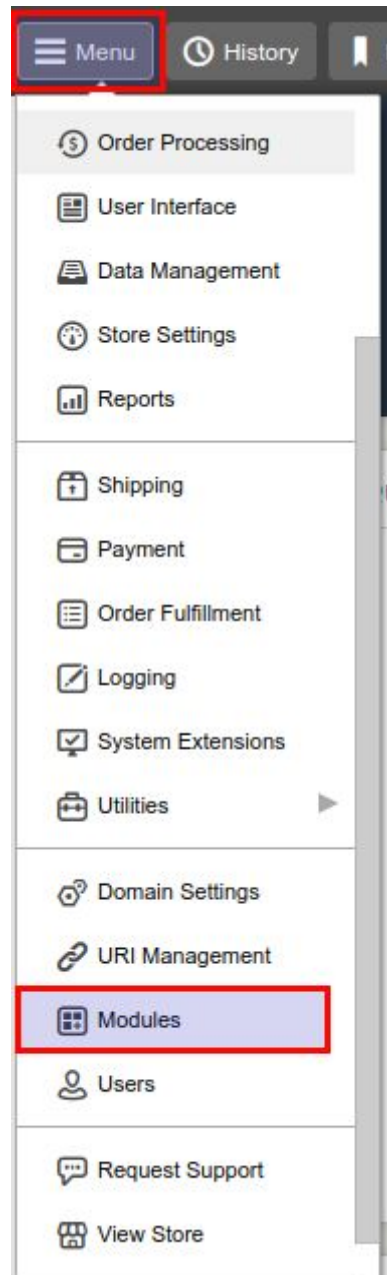 Menu
History
Order Processing
User Interface
Data Management
Store Settings
Reports
Shipping
Payment
Order Fulfillment
Logging
System Extensions
Utilities
Domain Settings
URI Management
Modules
Users
Request Support
View Store